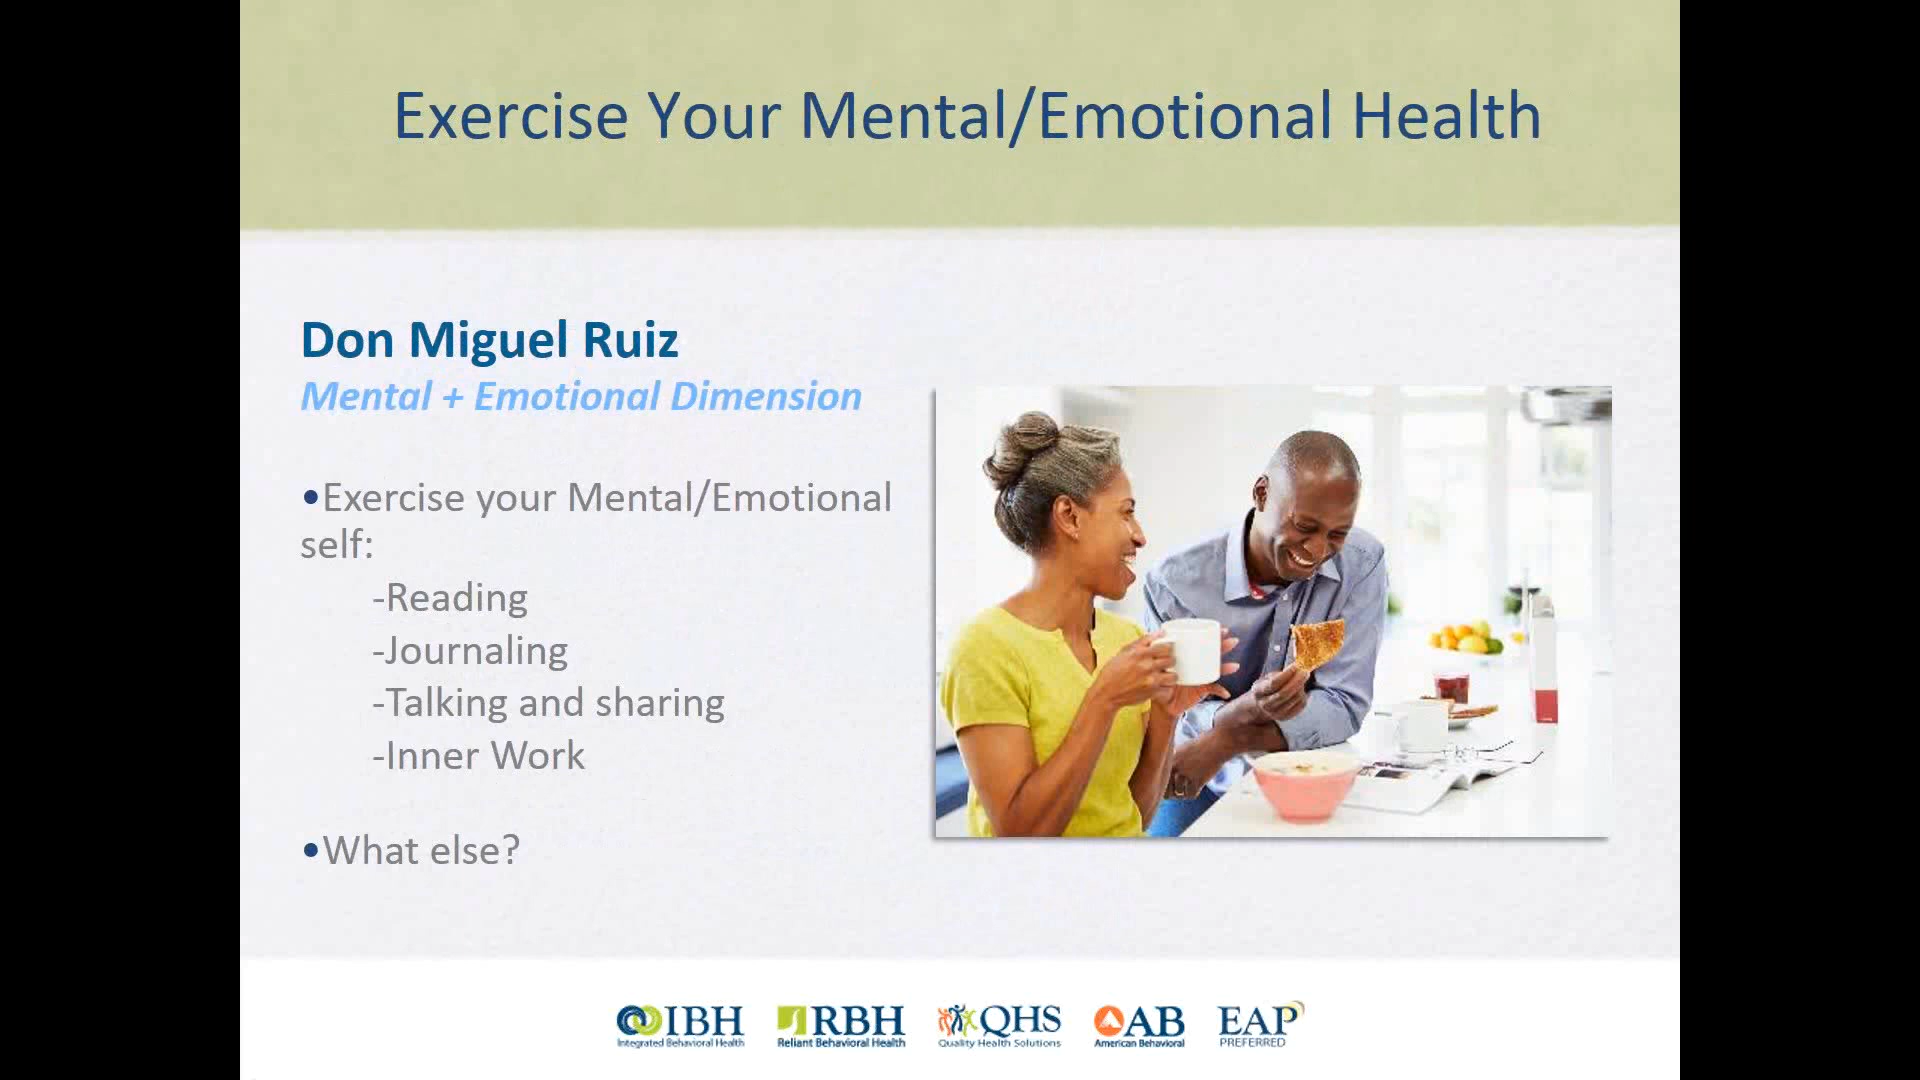 Exercise Your Mental/Emotional Health
Don Miguel Ruiz
Mental + Emotional Dimension
•Exercise your Mental/Emotional
self:
-Reading
-Journaling
-Talking and sharing
-Inner Work
•What else?
IBH
Integrated Behavioral Health
RBH
Reliant Behavioral Health
QHS
Quality Health Solutions
AB
American Behavioral
EAP
PREFERRED